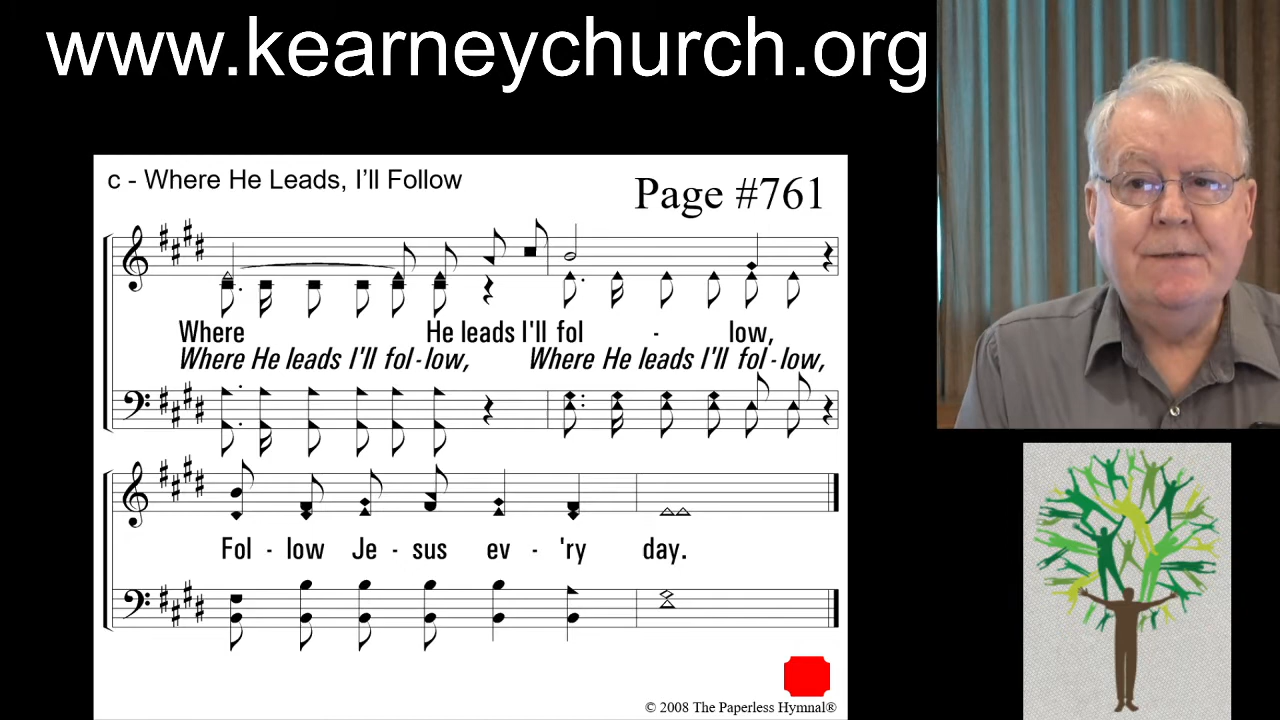 www.kearneychurch.org
c - Where He Leads, I'll Follow
Page #761
Where He leads I'll fol - low,
Where He leads I'll fol - low, Where He leads I'll fol - low,
Fol - low Je - sus ev - 'ry day.
© 2008 The Paperless Hymnal®